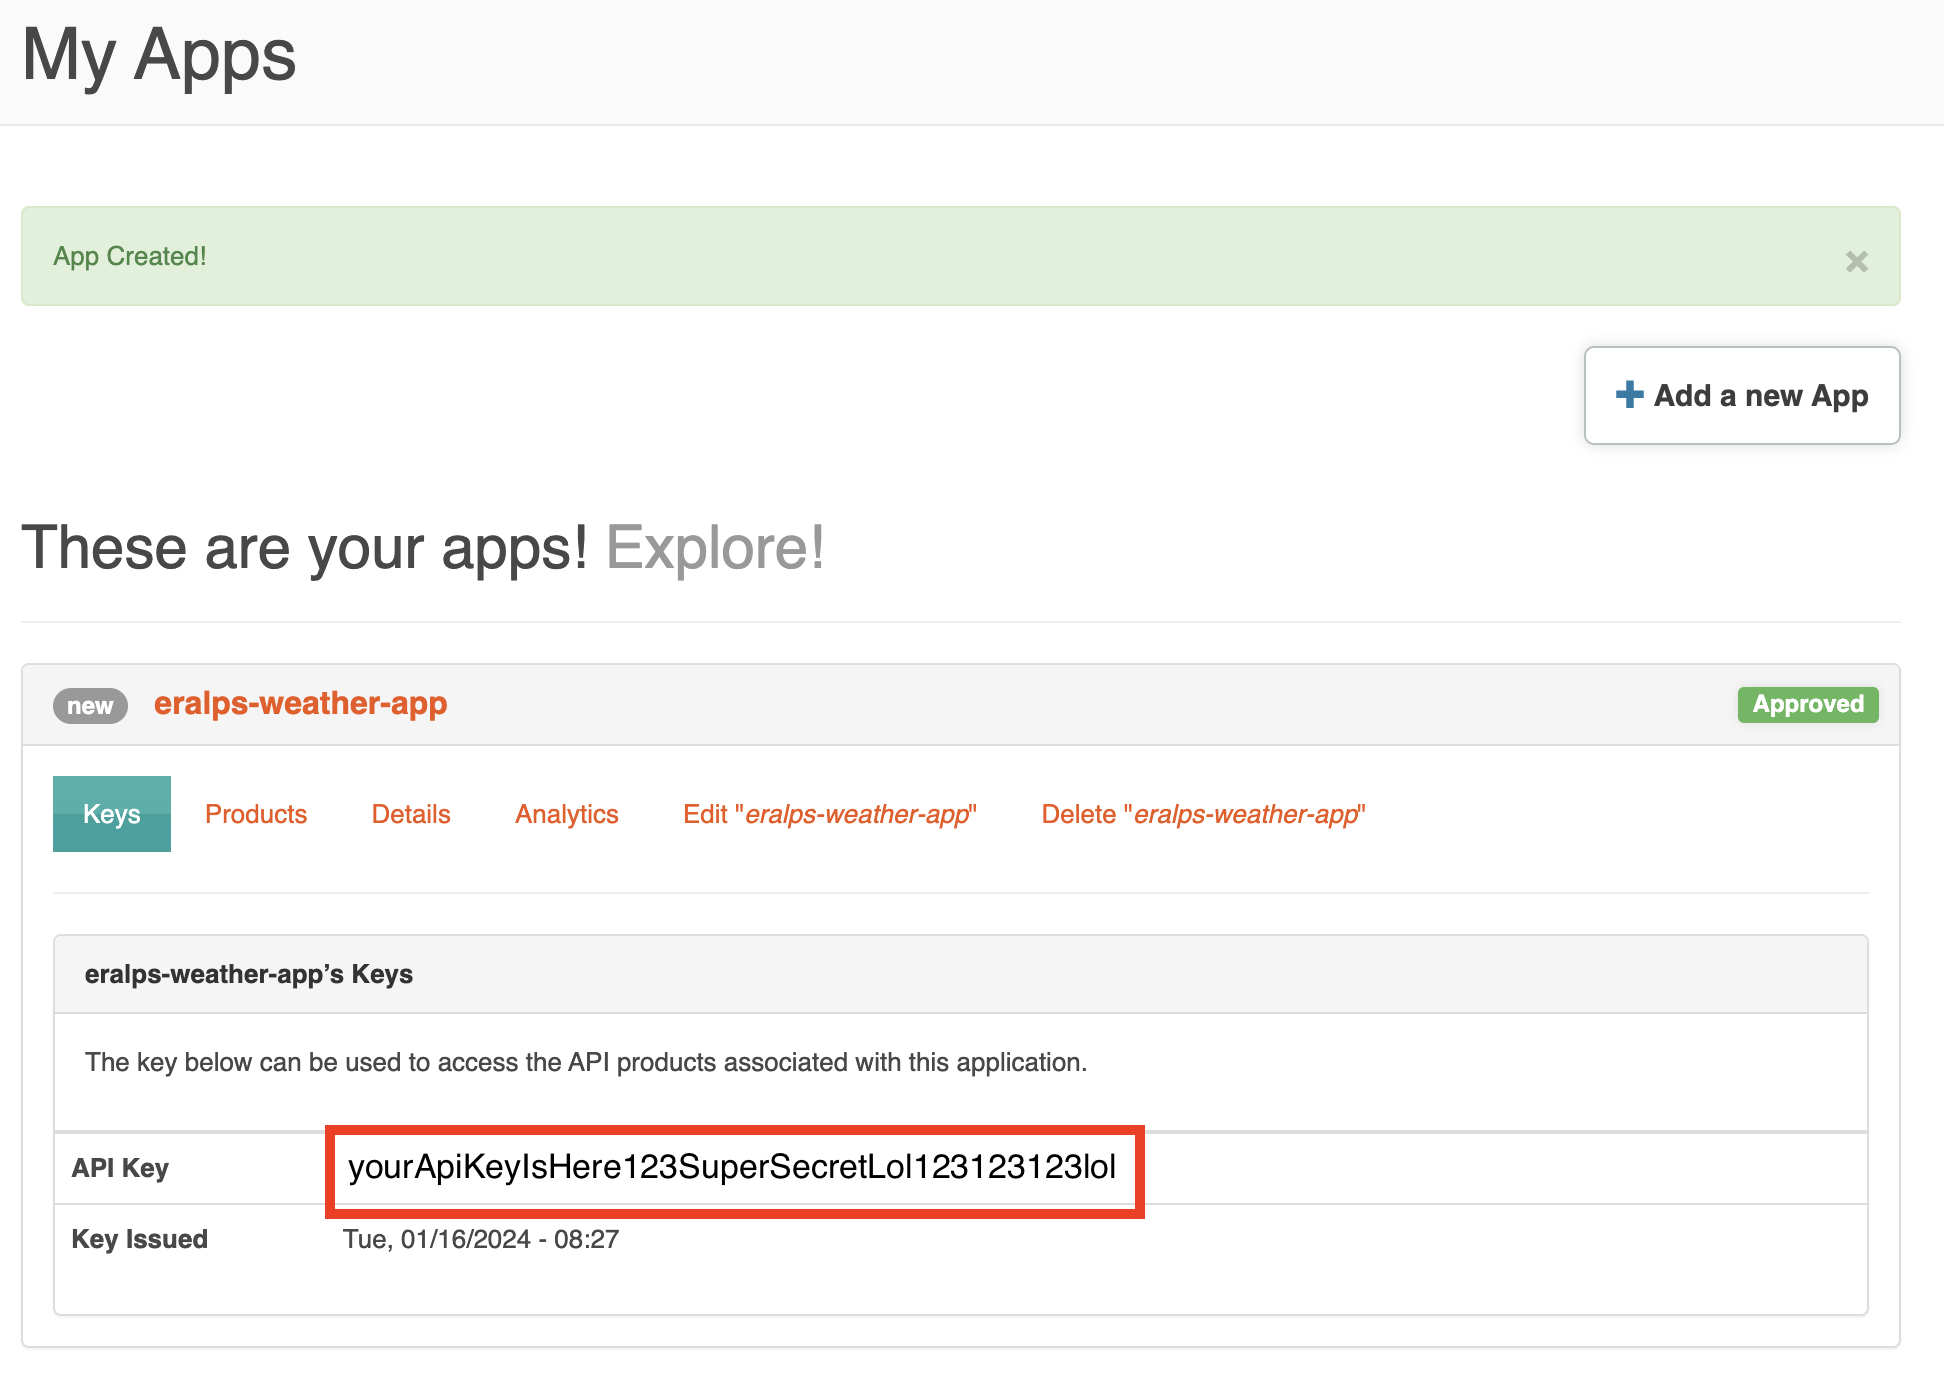 My Apps
App Created!
×
Add a new App
These are your apps! Explore!
new eralps-weather-app Approved
Keys Products Details Analytics Edit "eralps-weather-app" Delete "eralps-weather-app"
eralps-weather-app’s Keys
The key below can be used to access the API products associated with this application.
API Key yourApiKeyIsHere123SuperSecretLol123123123lol
Key Issued Tue, 01/16/2024 - 08:27